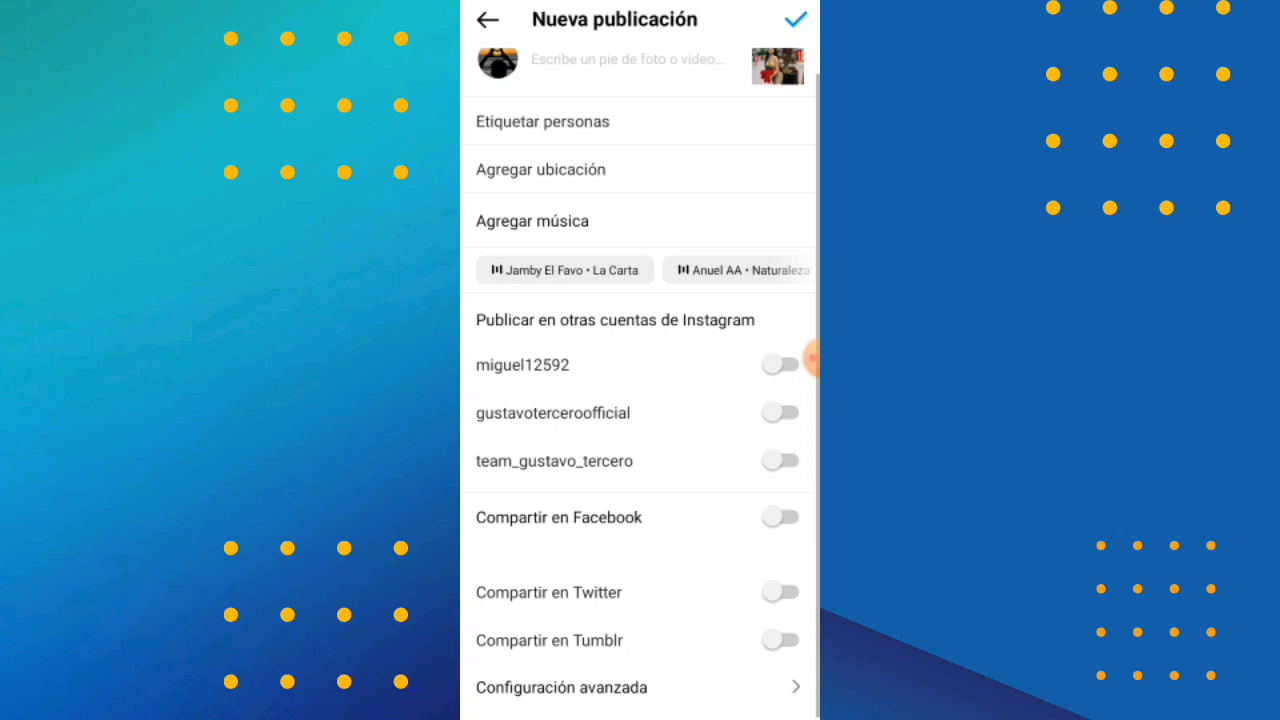 Nueva publicación
Escribe un pie de foto o video...
Etiquetar personas
Agregar ubicación
Agregar música
Jamby El Favo • La Carta
Anuel AA • Naturaleza
Publicar en otras cuentas de Instagram
miguel12592
gustavoterceroofficial
team_gustavo_tercero
Compartir en Facebook
Compartir en Twitter
Compartir en Tumblr
Configuración avanzada